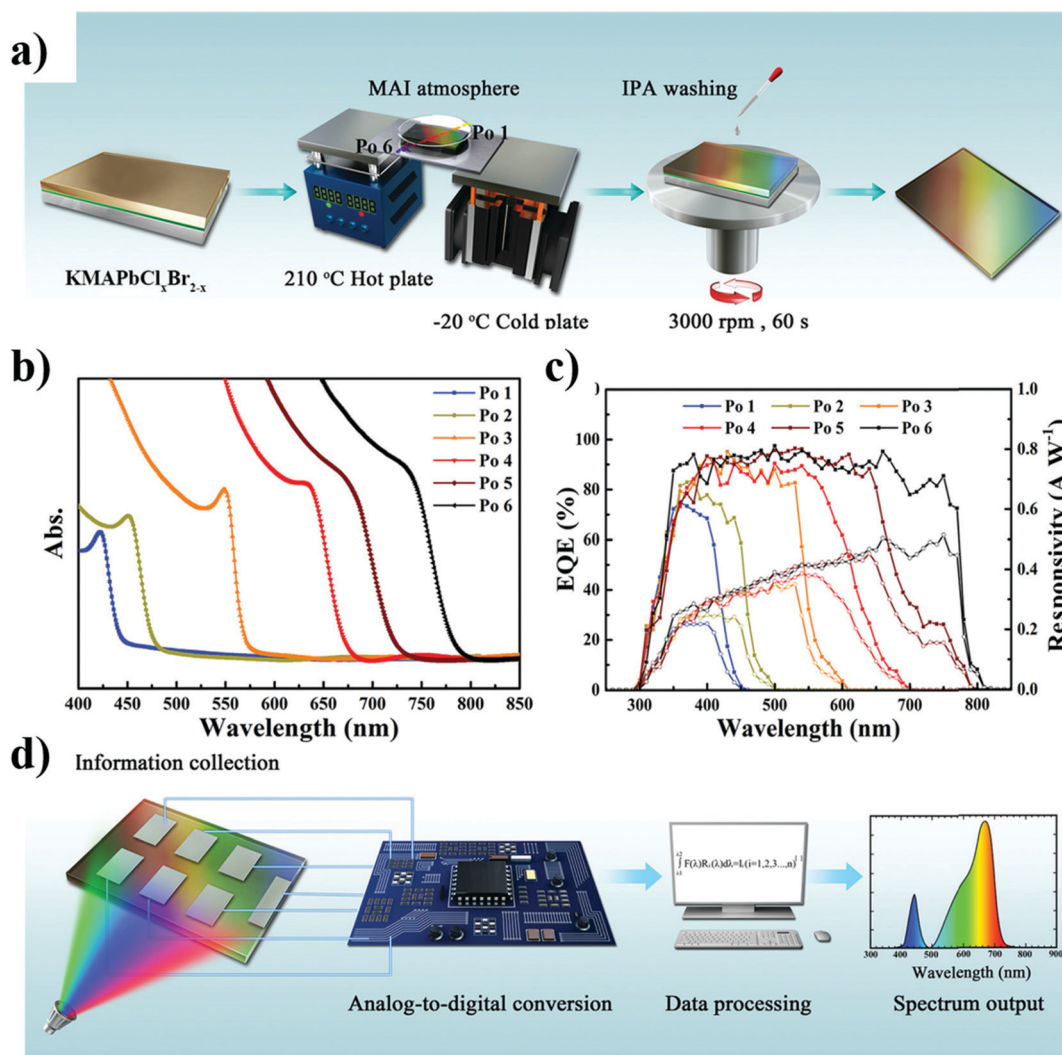 a)
MAI atmosphere
IPA washing
Po 1
Po 6
KMAPbClₓBr₂₋ₓ
210 °C Hot plate
-20 °C Cold plate
3000 rpm , 60 s
b)
Abs.
Po 1
Po 2
Po 3
Po 4
Po 5
Po 6
400 450 500 550 600 650 700 750 800 850
Wavelength (nm)
c)
EQE (%)
0
20
40
60
80
Po 1 Po 2 Po 3
Po 4 Po 5 Po 6
0.0
0.2
0.4
0.6
0.8
1.0
Responsivity (A W⁻¹)
300 400 500 600 700 800
Wavelength (nm)
d)
Information collection
Analog-to-digital conversion
Data processing
300 400 500 600 700 800 900
Wavelength (nm)
Spectrum output